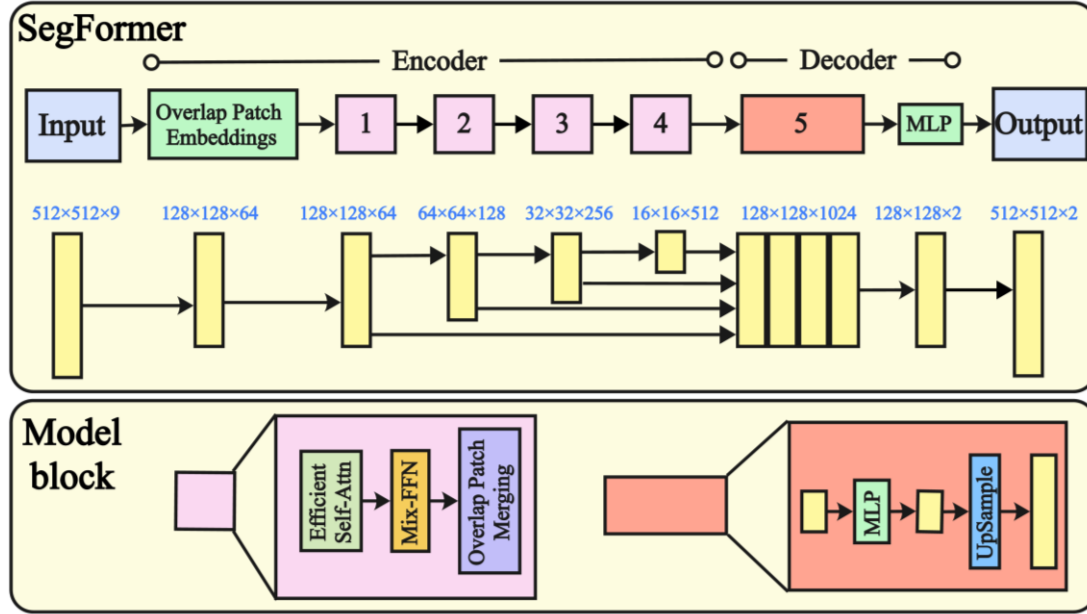 SegFormer
Encoder
Decoder
Input
Overlap Patch
Embeddings
1
2
3
4
5
MLP
Output
512×512×9
128×128×64
128×128×64
64×64×128
32×32×256
16×16×512
128×128×1024
128×128×2
512×512×2
Model
block
Efficient
Self-Attn
Mix-FFN
Overlap Patch
Merging
MLP
UpSample